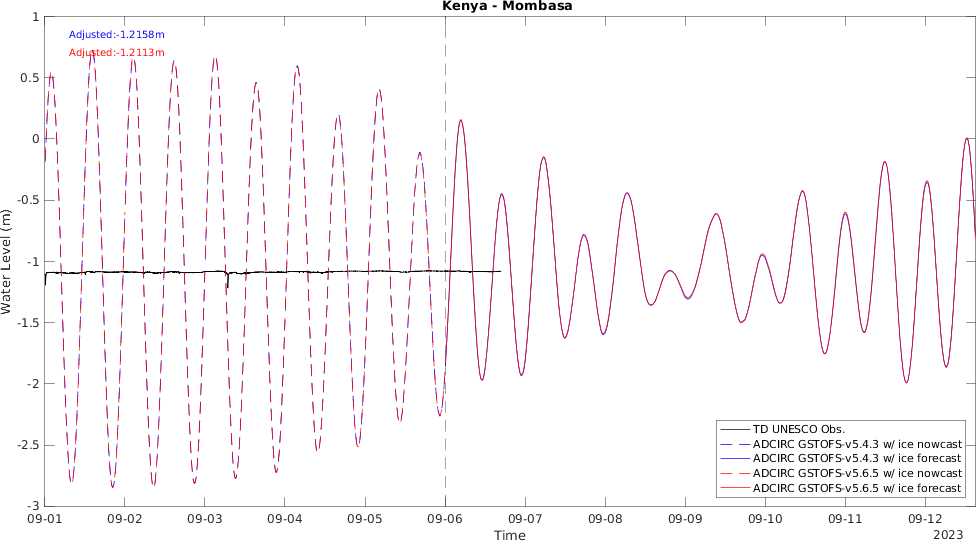 Kenya - Mombasa
Adjusted:-1.2158m
Adjusted:-1.2113m
1
0.5
0
-0.5
-1
-1.5
-2
-2.5
-3
Water Level (m)
TD UNESCO Obs.
ADCIRC GSTOFS-v5.4.3 w/ ice nowcast
ADCIRC GSTOFS-v5.4.3 w/ ice forecast
ADCIRC GSTOFS-v5.6.5 w/ ice nowcast
ADCIRC GSTOFS-v5.6.5 w/ ice forecast
09-01 09-02 09-03 09-04 09-05 09-06 09-07 09-08 09-09 09-10 09-11 09-12
Time
2023